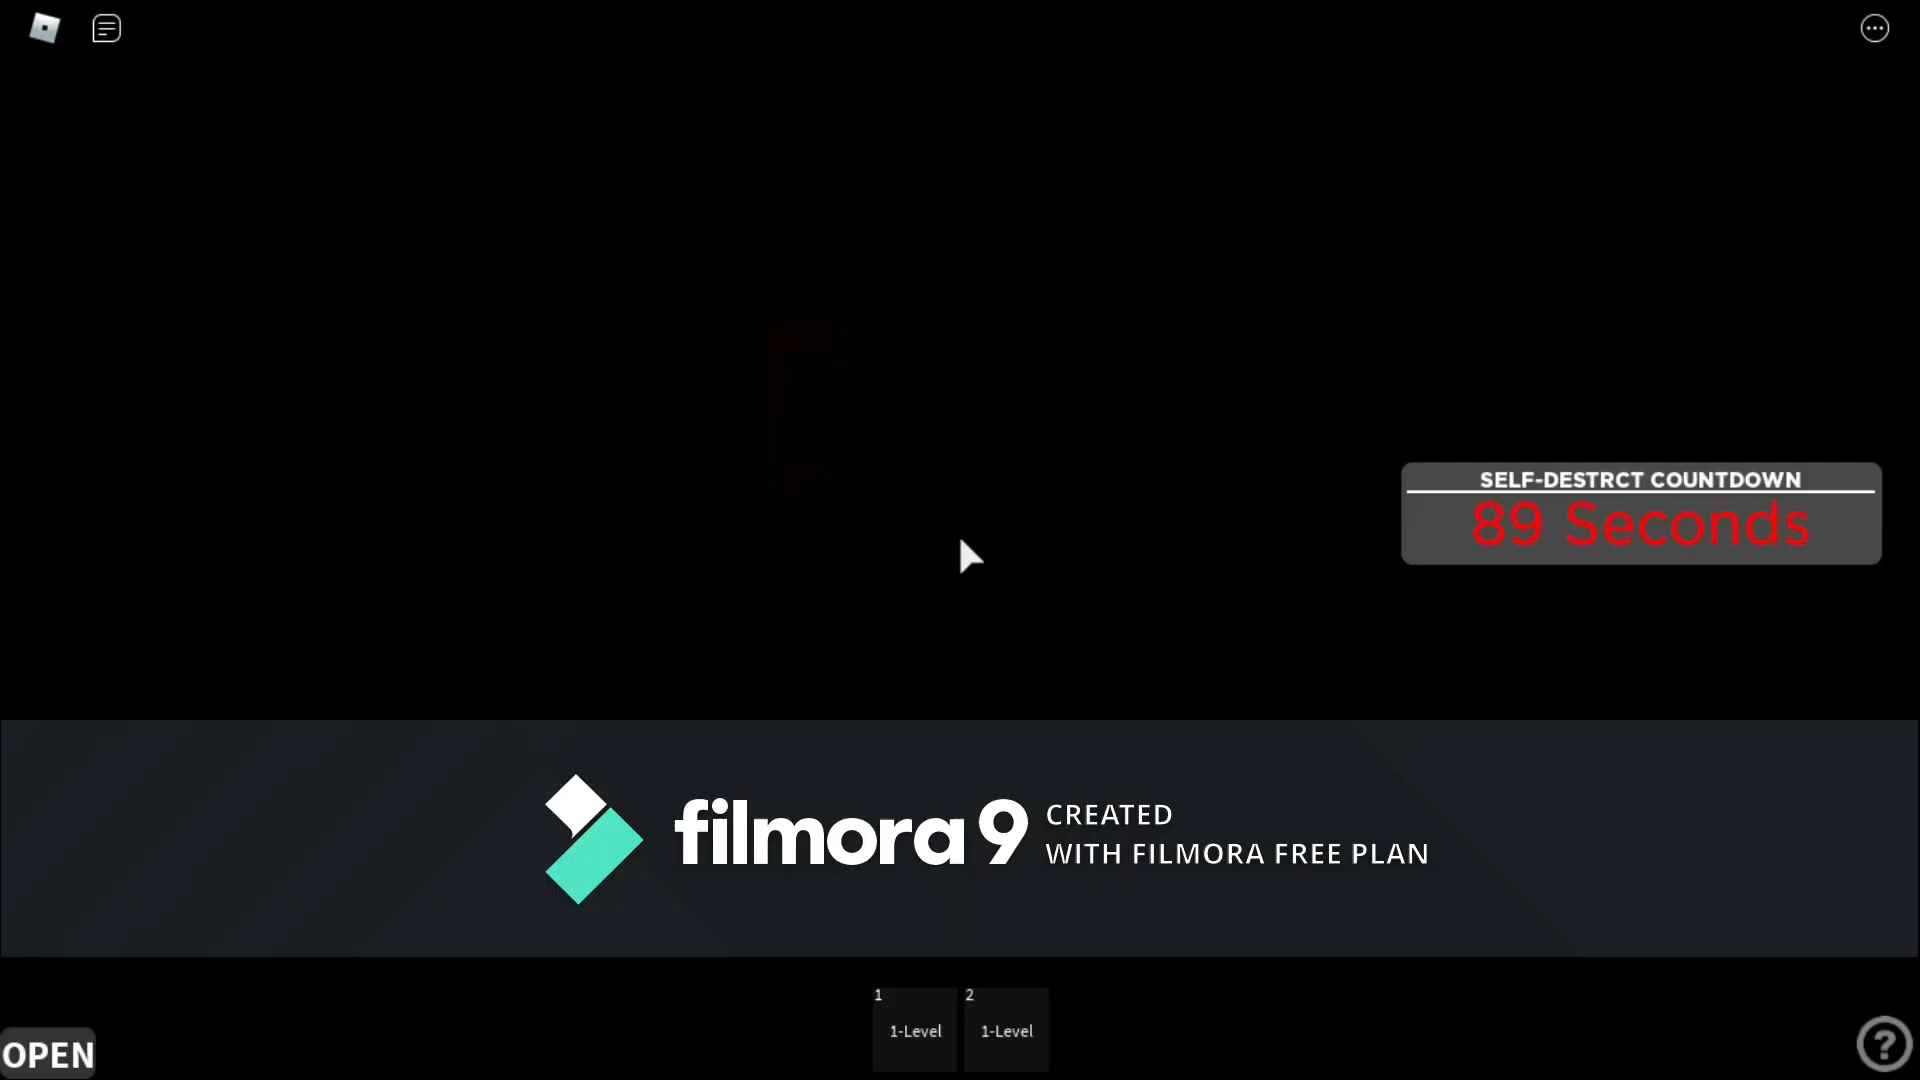 SELF-DESTRCT COUNTDOWN
89 Seconds
filmora 9
CREATED
WITH FILMORA FREE PLAN
1
1-Level
2
1-Level
OPEN
?